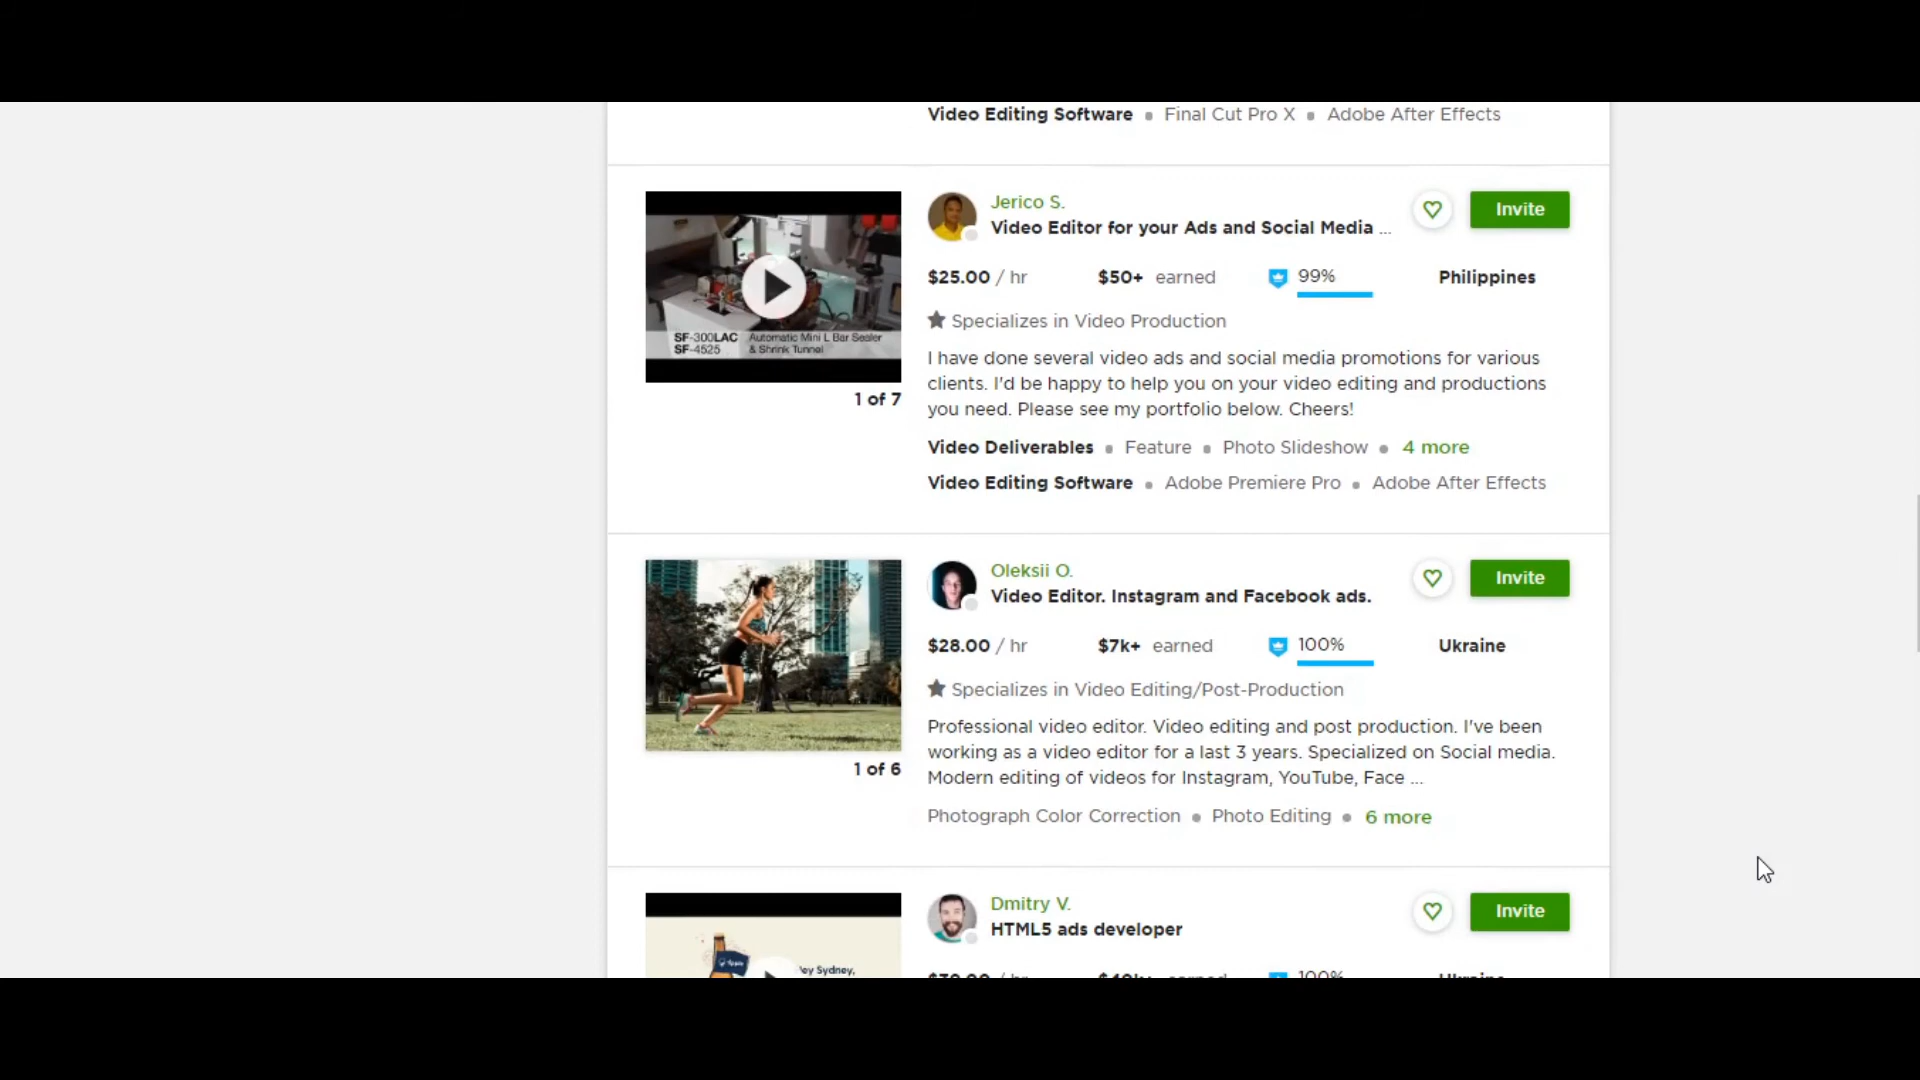 Video Editing Software • Final Cut Pro X • Adobe After Effects
Jerico S.
Invite
Video Editor for your Ads and Social Media ...
$25.00 / hr $50+ earned 99% Philippines
Specializes in Video Production
SF-300LAC Automatic Mini L Bar Sealer
SF-4525 & Shrink Tunnel
1 of 7
I have done several video ads and social media promotions for various
clients. I'd be happy to help you on your video editing and productions
you need. Please see my portfolio below. Cheers!
Video Deliverables • Feature • Photo Slideshow • 4 more
Video Editing Software • Adobe Premiere Pro • Adobe After Effects
Oleksii O.
Invite
Video Editor. Instagram and Facebook ads.
$28.00 / hr $7k+ earned 100% Ukraine
Specializes in Video Editing/Post-Production
1 of 6
Professional video editor. Video editing and post production. I've been
working as a video editor for a last 3 years. Specialized on Social media.
Modern editing of videos for Instagram, YouTube, Face ...
Photograph Color Correction • Photo Editing • 6 more
Dmitry V.
Invite
HTML5 ads developer
Sydney,
/ hr earned 100% Ukraine